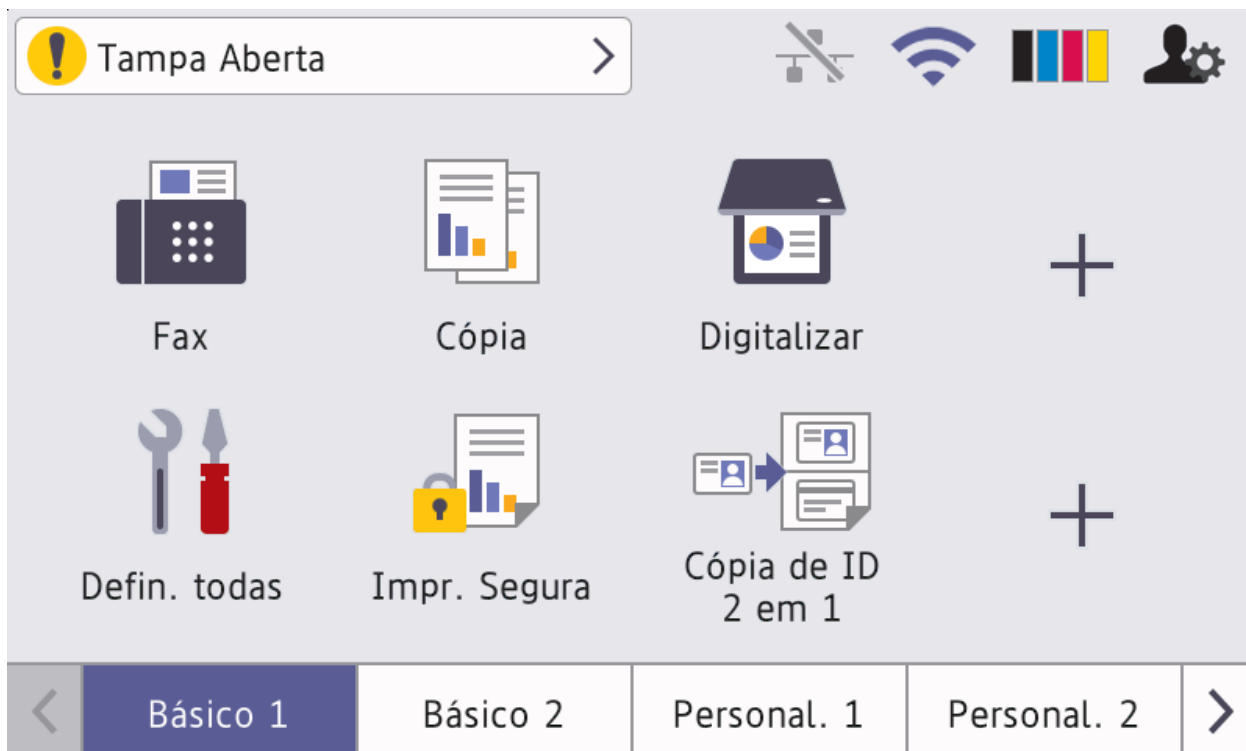 Tampa Aberta
Fax
Cópia
Digitalizar
Defin. todas
Impr. Segura
Cópia de ID
2 em 1
Básico 1
Básico 2
Personal. 1
Personal. 2